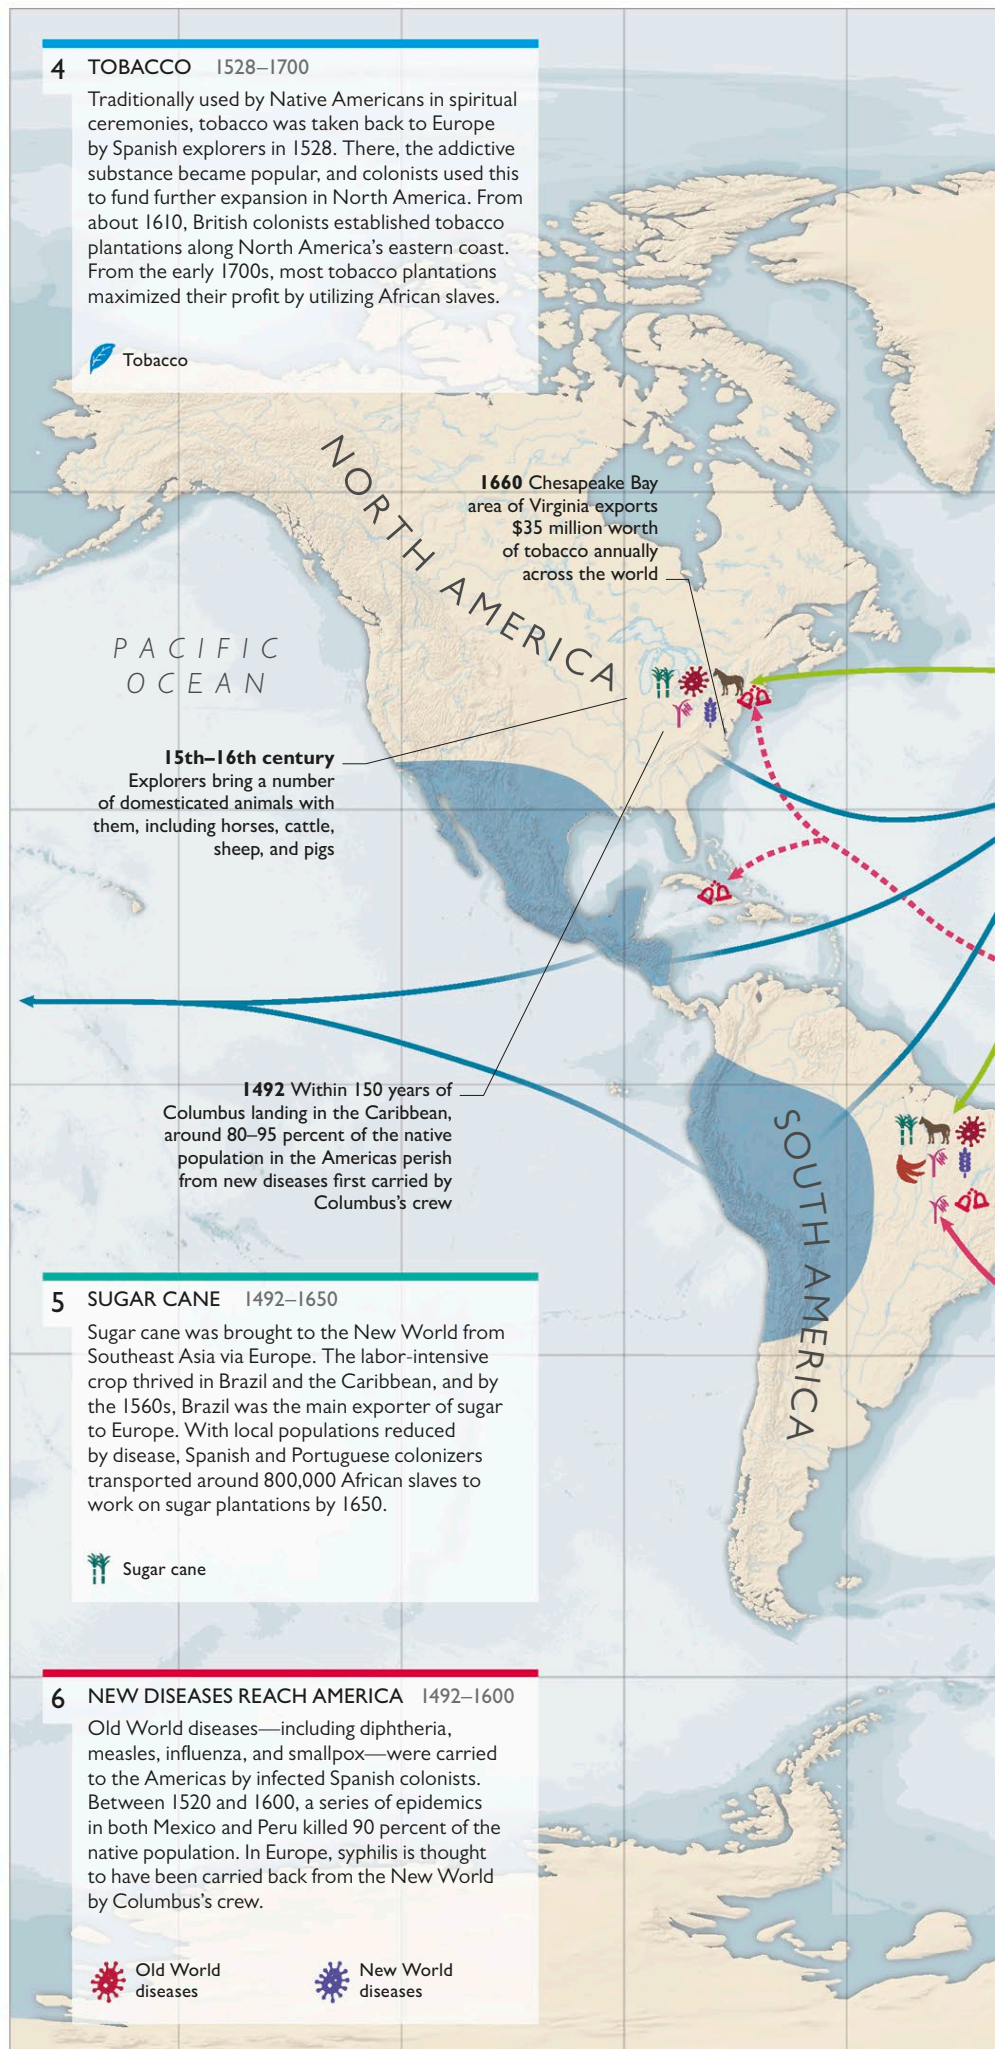 4 TOBACCO 1528–1700
Traditionally used by Native Americans in spiritual
ceremonies, tobacco was taken back to Europe
by Spanish explorers in 1528. There, the addictive
substance became popular, and colonists used this
to fund further expansion in North America. From
about 1610, British colonists established tobacco
plantations along North America’s eastern coast.
From the early 1700s, most tobacco plantations
maximized their profit by utilizing African slaves.
Tobacco
NORTH AMERICA
1660 Chesapeake Bay
area of Virginia exports
$35 million worth
of tobacco annually
across the world
PACIFIC
OCEAN
15th–16th century
Explorers bring a number
of domesticated animals with
them, including horses, cattle,
sheep, and pigs
1492 Within 150 years of
Columbus landing in the Caribbean,
around 80–95 percent of the native
population in the Americas perish
from new diseases first carried by
Columbus’s crew
SOUTH AMERICA
5 SUGAR CANE 1492–1650
Sugar cane was brought to the New World from
Southeast Asia via Europe. The labor-intensive
crop thrived in Brazil and the Caribbean, and by
the 1560s, Brazil was the main exporter of sugar
to Europe. With local populations reduced
by disease, Spanish and Portuguese colonizers
transported around 800,000 African slaves to
work on sugar plantations by 1650.
Sugar cane
6 NEW DISEASES REACH AMERICA 1492–1600
Old World diseases—including diphtheria,
measles, influenza, and smallpox—were carried
to the Americas by infected Spanish colonists.
Between 1520 and 1600, a series of epidemics
in both Mexico and Peru killed 90 percent of the
native population. In Europe, syphilis is thought
to have been carried back from the New World
by Columbus’s crew.
Old World
diseases
New World
diseases